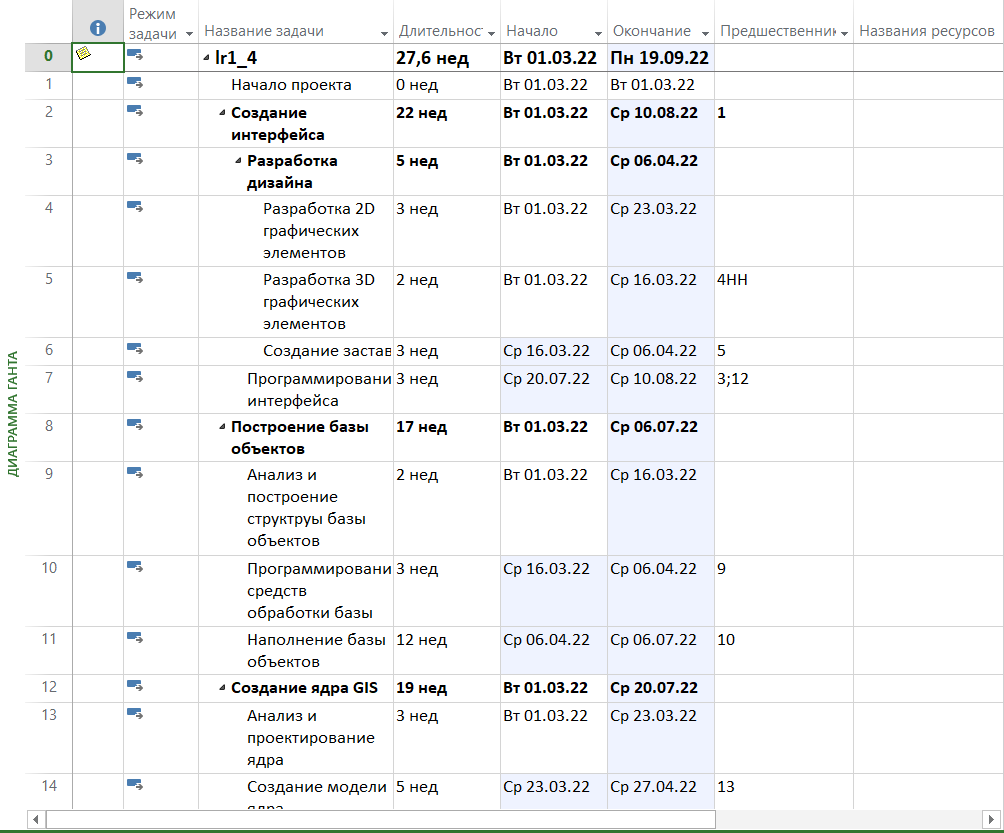 Режим задачи Название задачи Длительнос Начало Окончание Предшественник Названия ресурсов
0 lr1_4 27,6 нед Вт 01.03.22 Пн 19.09.22
1 Начало проекта 0 нед Вт 01.03.22 Вт 01.03.22
2 Создание интерфейса 22 нед Вт 01.03.22 Ср 10.08.22 1
3 Разработка дизайна 5 нед Вт 01.03.22 Ср 06.04.22
4 Разработка 2D графических элементов 3 нед Вт 01.03.22 Ср 23.03.22
5 Разработка 3D графических элементов 2 нед Вт 01.03.22 Ср 16.03.22 4НН
6 Создание застав 3 нед Ср 16.03.22 Ср 06.04.22 5
7 Программировани интерфейса 3 нед Ср 20.07.22 Ср 10.08.22 3;12
8 Построение базы объектов 17 нед Вт 01.03.22 Ср 06.07.22
9 Анализ и построение структруы базы объектов 2 нед Вт 01.03.22 Ср 16.03.22
10 Программировани средств обработки базы 3 нед Ср 16.03.22 Ср 06.04.22 9
11 Наполнение базы объектов 12 нед Ср 06.04.22 Ср 06.07.22 10
12 Создание ядра GIS 19 нед Вт 01.03.22 Ср 20.07.22
13 Анализ и проектирование ядра 3 нед Вт 01.03.22 Ср 23.03.22
14 Создание модели ядра 5 нед Ср 23.03.22 Ср 27.04.22 13
ДИАГРАММА ГАНТА